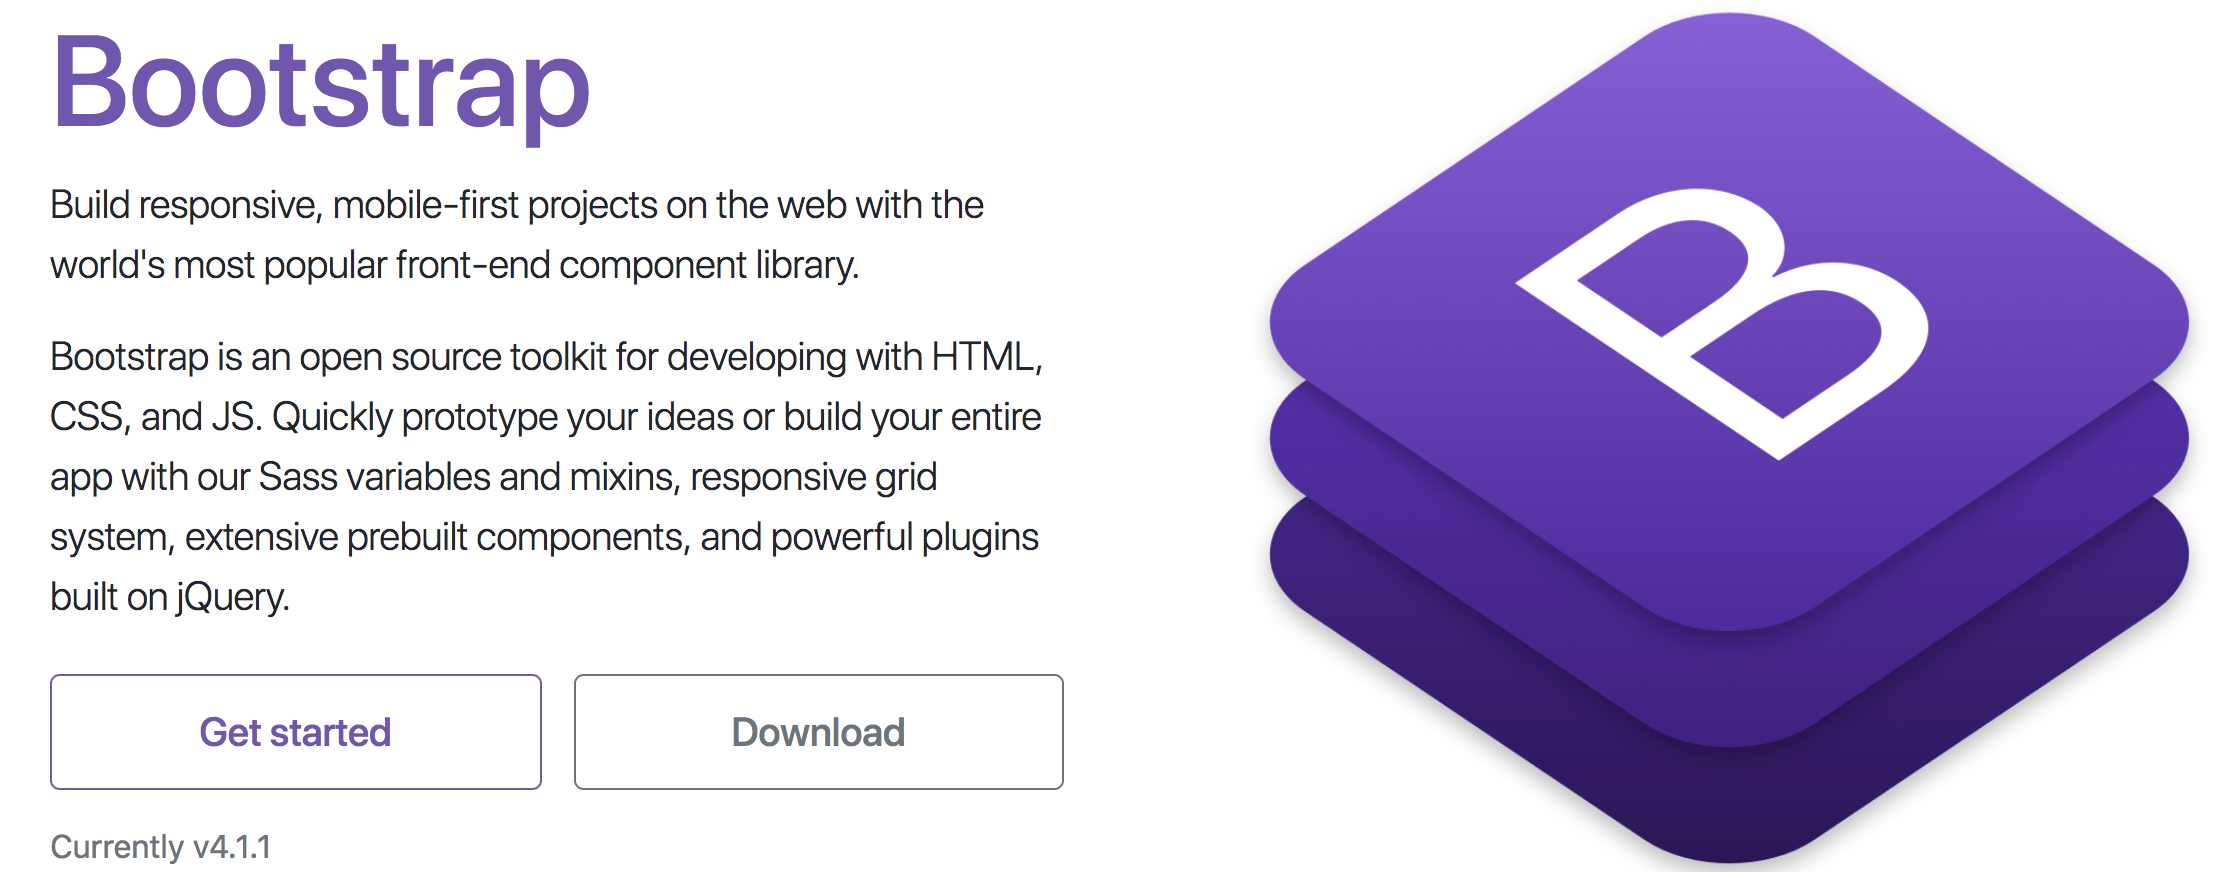 Bootstrap
Build responsive, mobile-first projects on the web with the
world's most popular front-end component library.
Bootstrap is an open source toolkit for developing with HTML,
CSS, and JS. Quickly prototype your ideas or build your entire
app with our Sass variables and mixins, responsive grid
system, extensive prebuilt components, and powerful plugins
built on jQuery.
Get started
Download
Currently v4.1.1
B